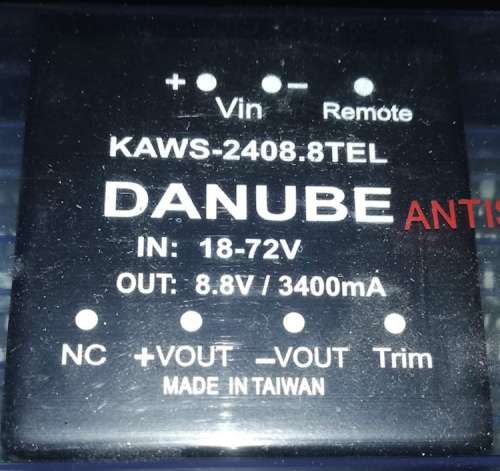 + −
Vin Remote
KAWS-2408.8TEL
DANUBE
IN: 18-72V
OUT: 8.8V / 3400mA
NC +VOUT −VOUT Trim
MADE IN TAIWAN